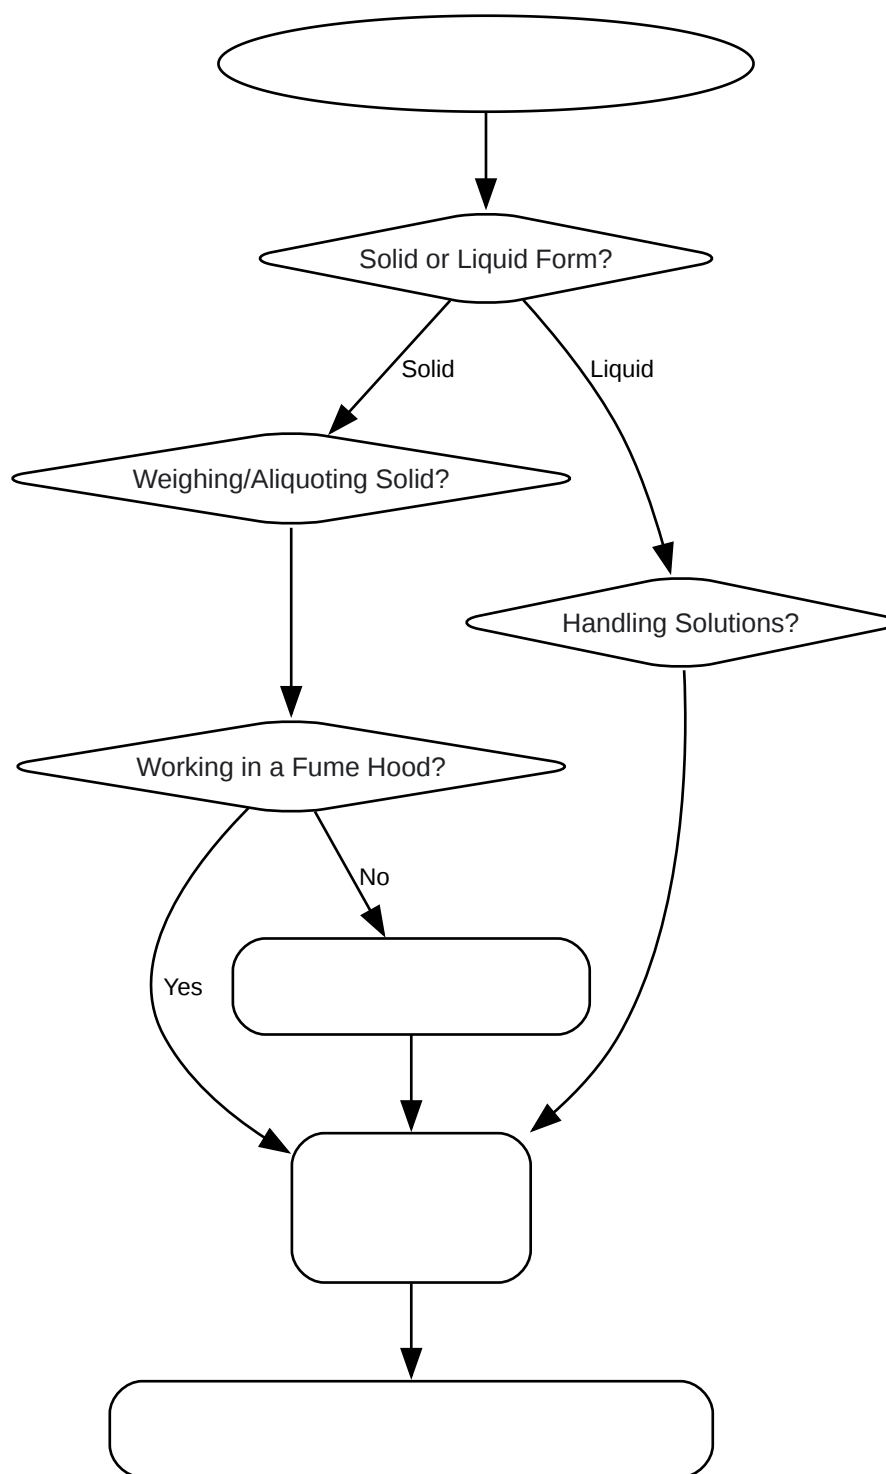 Solid or Liquid Form?
Solid
Liquid
Weighing/Aliquoting Solid?
Handling Solutions?
Working in a Fume Hood?
No
Yes